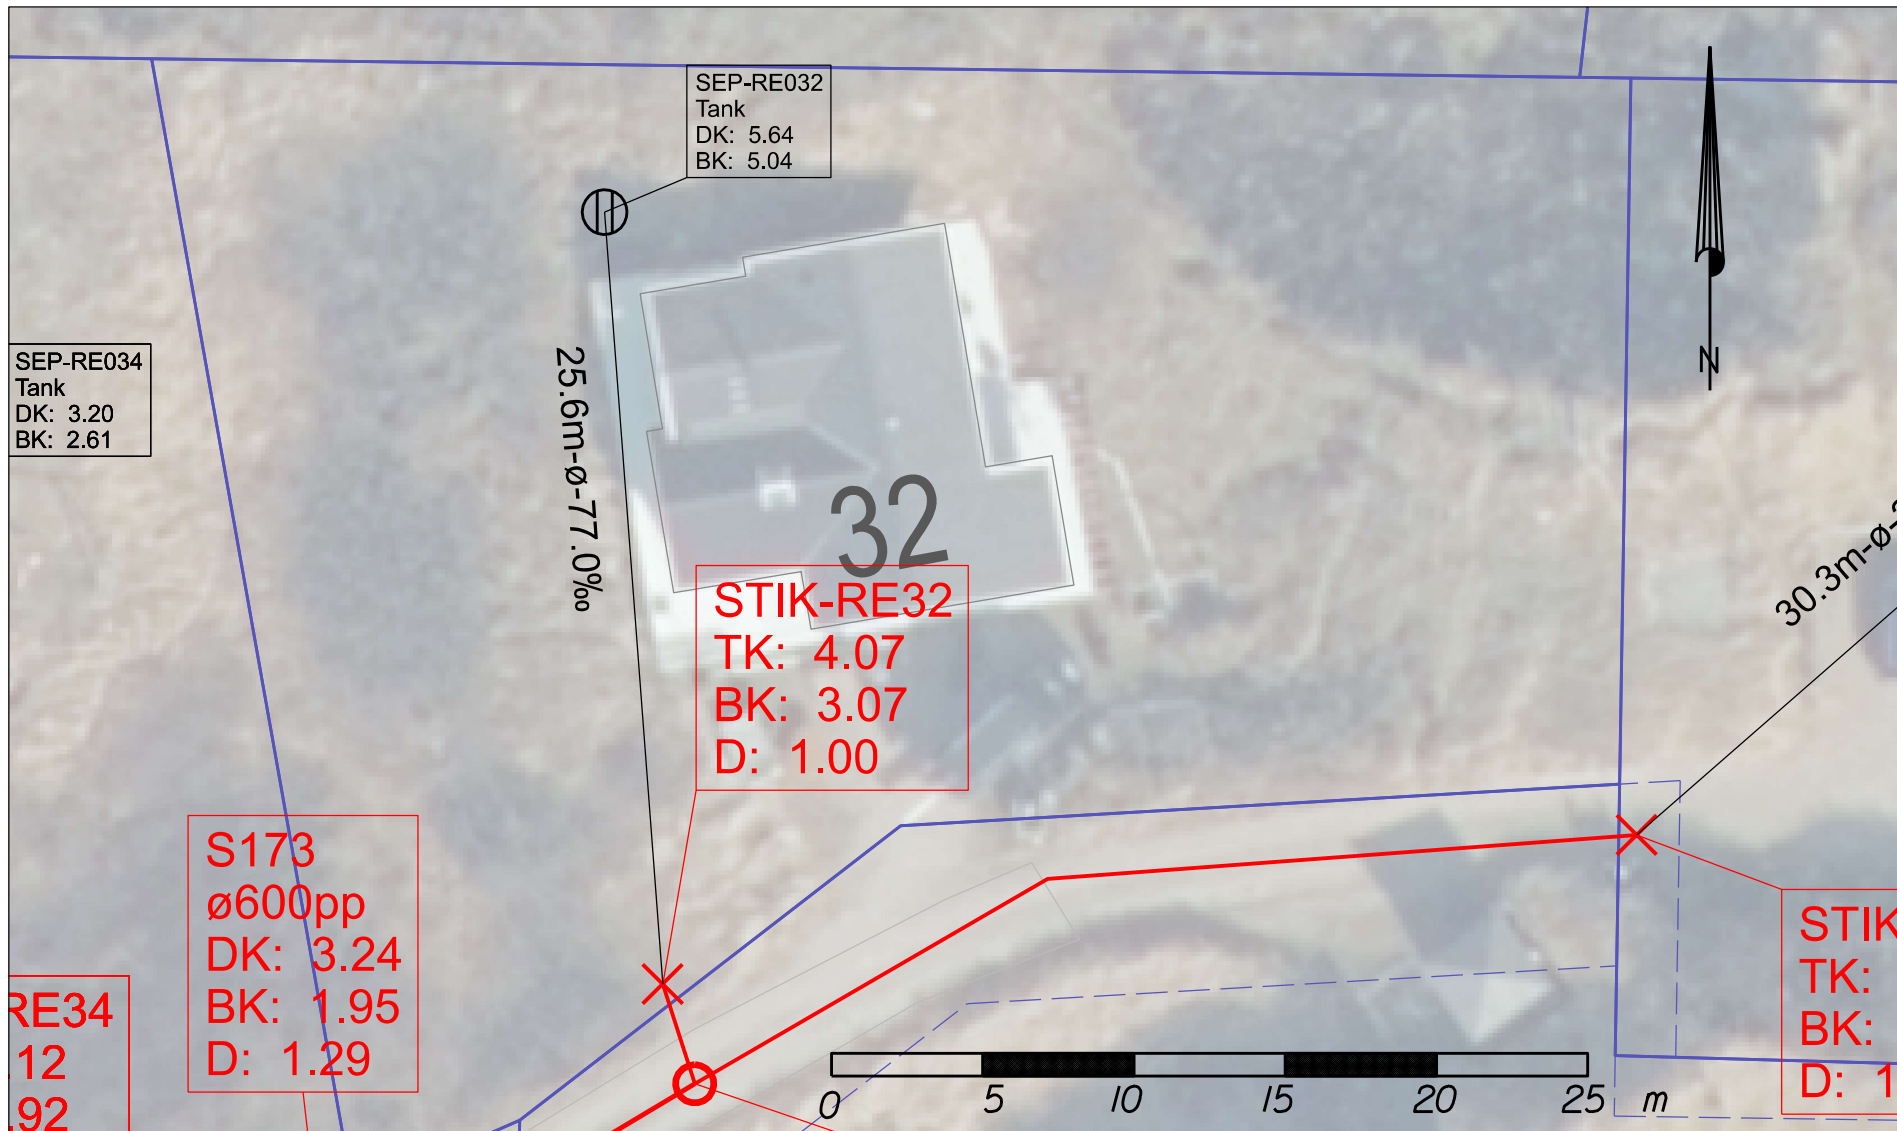 SEP-RE032
Tank
DK: 5.64
BK: 5.04
N
SEP-RE034
Tank
DK: 3.20
BK: 2.61
25.6m-ø-77.0‰
32
30.3m-ø-
STIK-RE32
TK: 4.07
BK: 3.07
D: 1.00
S173
ø600pp
DK: 3.24
BK: 1.95
D: 1.29
RE34
.12
.92
STIK
TK:
BK:
D: 1
0 5 10 15 20 25 m